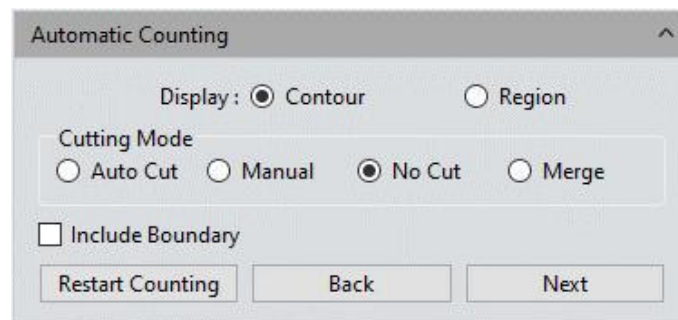 Automatic Counting
Display : Contour Region
Cutting Mode
Auto Cut Manual No Cut Merge
Include Boundary
Restart Counting Back Next